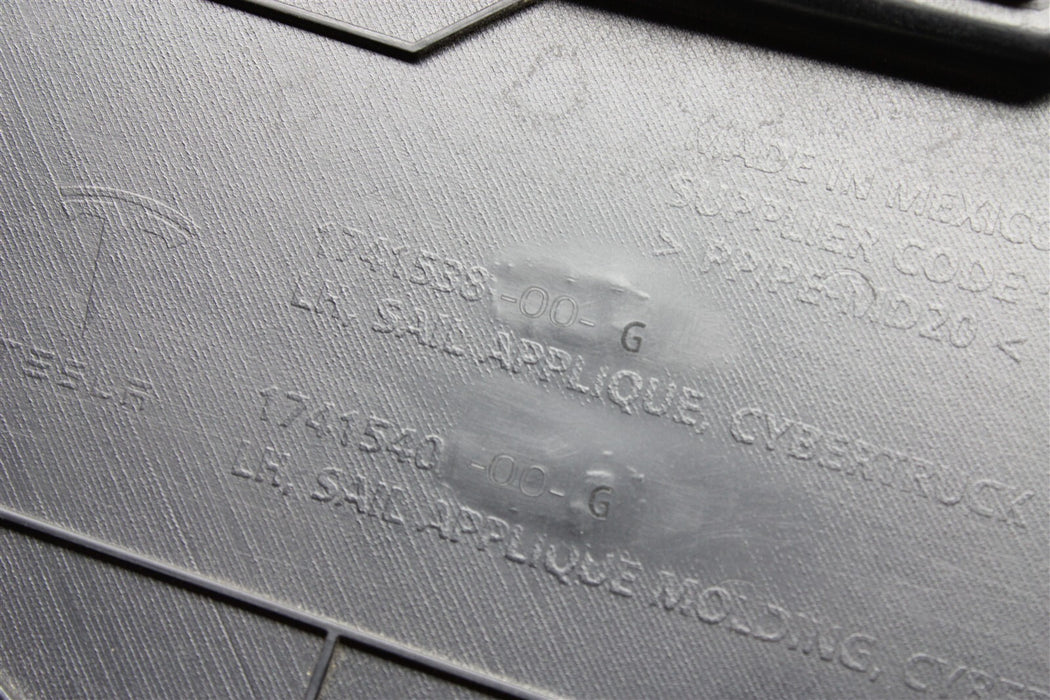 MADE IN MEXICO
SUPPLIER CODE
> PP/PE-MD20 <
1741538-00-G
LH, SAIL APPLIQUE, CYBERTRUCK
TESLA
1741540-00-G
LH, SAIL APPLIQUE MOLDING,